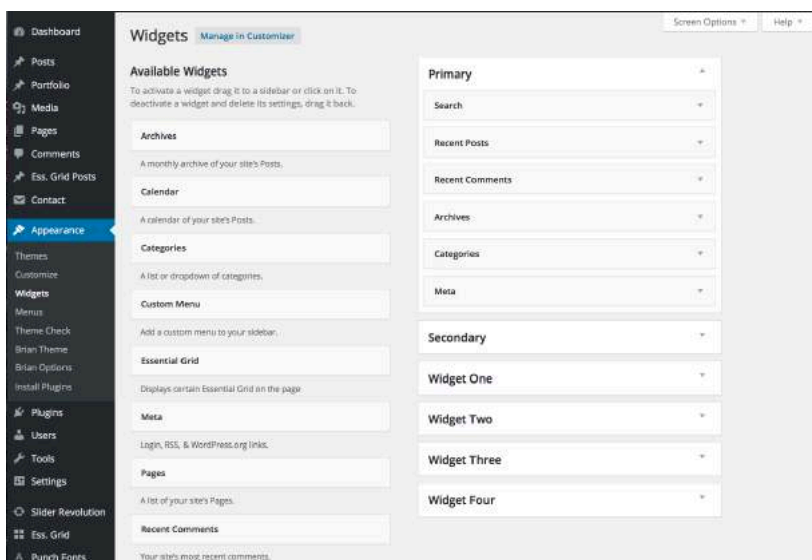 Screen Options
Help
Dashboard
Posts
Portfolio
Media
Pages
Comments
Ess. Grid Posts
Contact
Appearance
Themes
Customize
Widgets
Menus
Theme Check
Brian Theme
Brian Options
Install Plugins
Plugins
Users
Tools
Settings
Slider Revolution
Ess. Grid
Punch Fonts
Widgets Manage in Customizer
Available Widgets
To activate a widget drag it to a sidebar or click on it. To
deactivate a widget and delete its settings, drag it back.
Archives
A monthly archive of your site's Posts.
Calendar
A calendar of your site's Posts.
Categories
A list or dropdown of categories.
Custom Menu
Add a custom menu to your sidebar.
Essential Grid
Displays certain Essential Grid on the page
Meta
Login, RSS, & WordPress.org links.
Pages
A list of your site's Pages.
Recent Comments
Your site's most recent comments.
Primary
Search
Recent Posts
Recent Comments
Archives
Categories
Meta
Secondary
Widget One
Widget Two
Widget Three
Widget Four